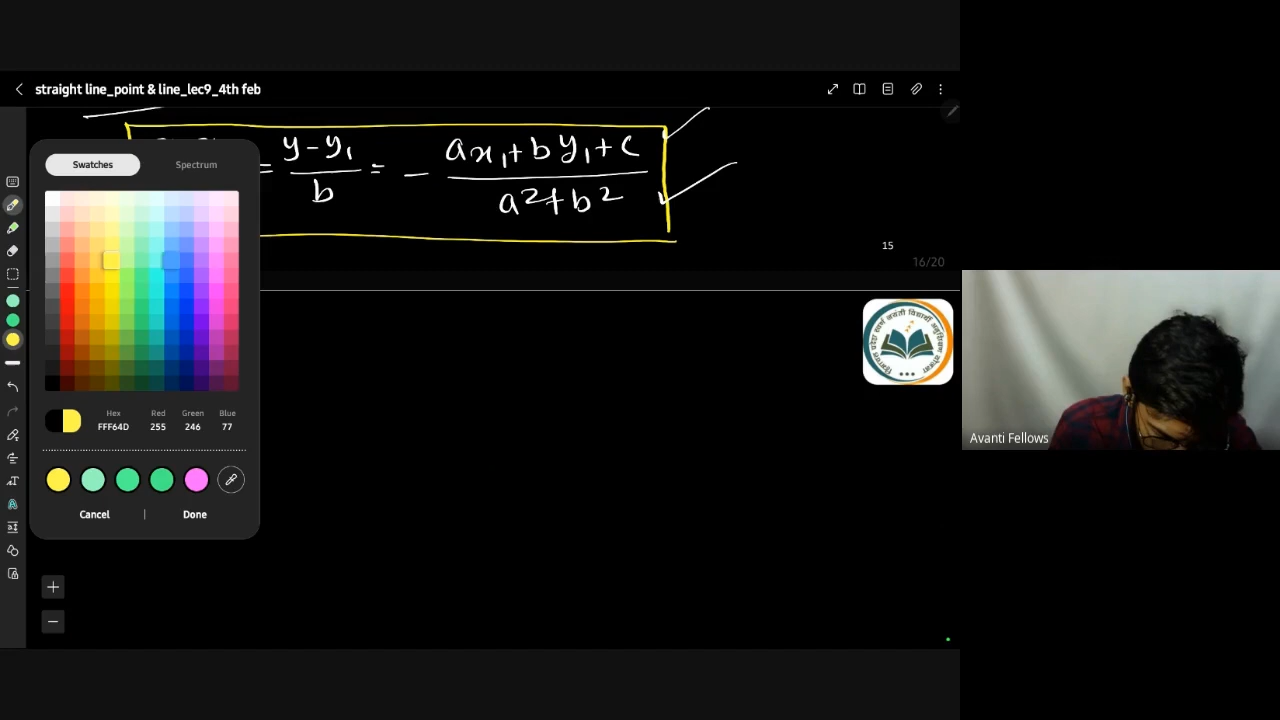 straight line_point & line_lec9_4th feb
= y-y₁/b = - ax₁+by₁+c/a²+b²
15
16/20
Swatches Spectrum
Hex Red Green Blue
FFF64D 255 246 77
Cancel | Done
Avanti Fellows